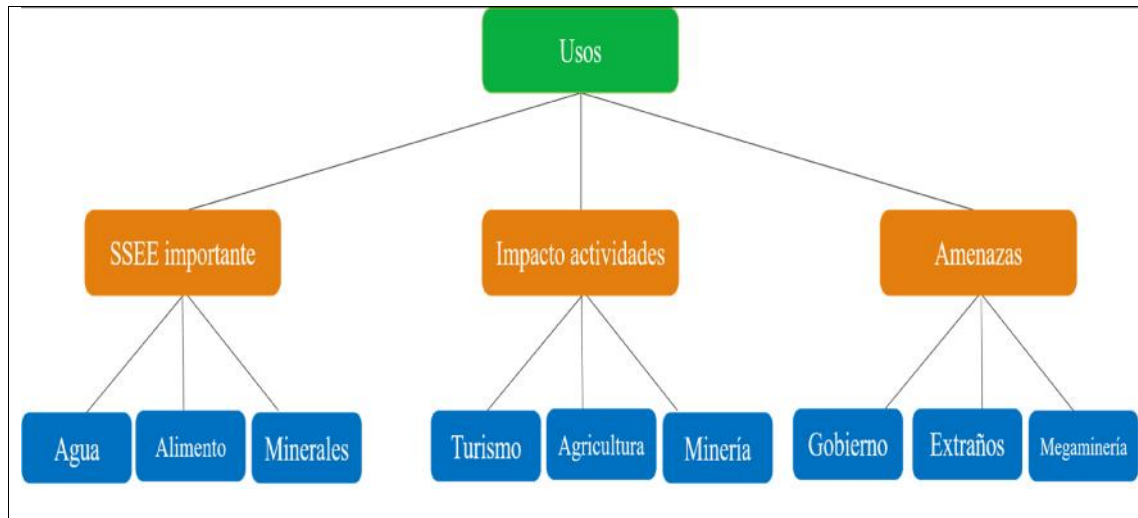 Usos
SSEE importante
Impacto actividades
Amenazas
Agua
Alimento
Minerales
Turismo
Agricultura
Minería
Gobierno
Extraños
Megaminería